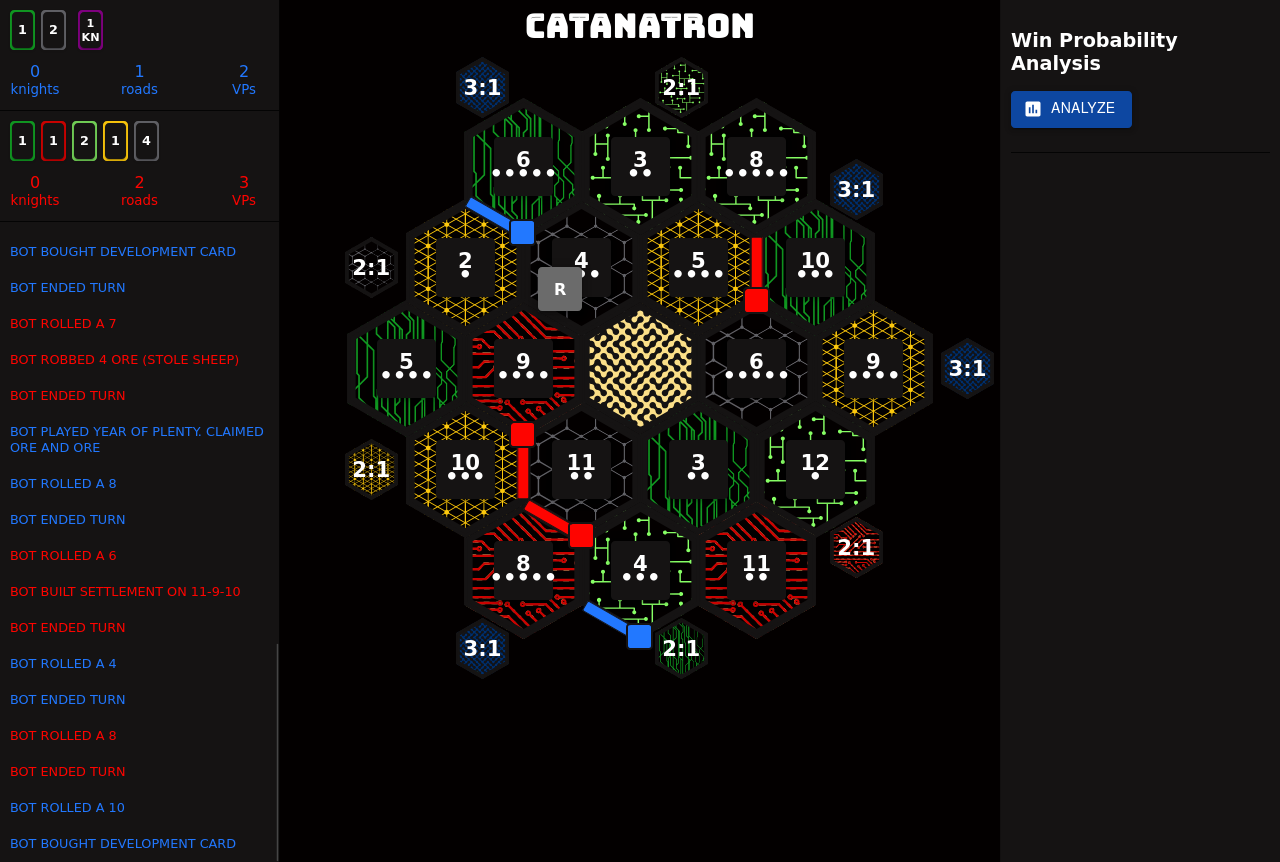 1 2 1 KN
0 1 2
knights roads VPs
1 1 2 1 4
0 2 3
knights roads VPs
BOT BOUGHT DEVELOPMENT CARD
BOT ENDED TURN
BOT ROLLED A 7
BOT ROBBED 4 ORE (STOLE SHEEP)
BOT ENDED TURN
BOT PLAYED YEAR OF PLENTY. CLAIMED
ORE AND ORE
BOT ROLLED A 8
BOT ENDED TURN
BOT ROLLED A 6
BOT BUILT SETTLEMENT ON 11-9-10
BOT ENDED TURN
BOT ROLLED A 4
BOT ENDED TURN
BOT ROLLED A 8
BOT ENDED TURN
BOT ROLLED A 10
BOT BOUGHT DEVELOPMENT CARD
CATANATRON
3:1 2:1
6 3 8
3:1
2:1 2 4 5 10
R
5 9 6 9 3:1
2:1 10 11 3 12
2:1
8 4 11
3:1 2:1
Win Probability
Analysis
ANALYZE